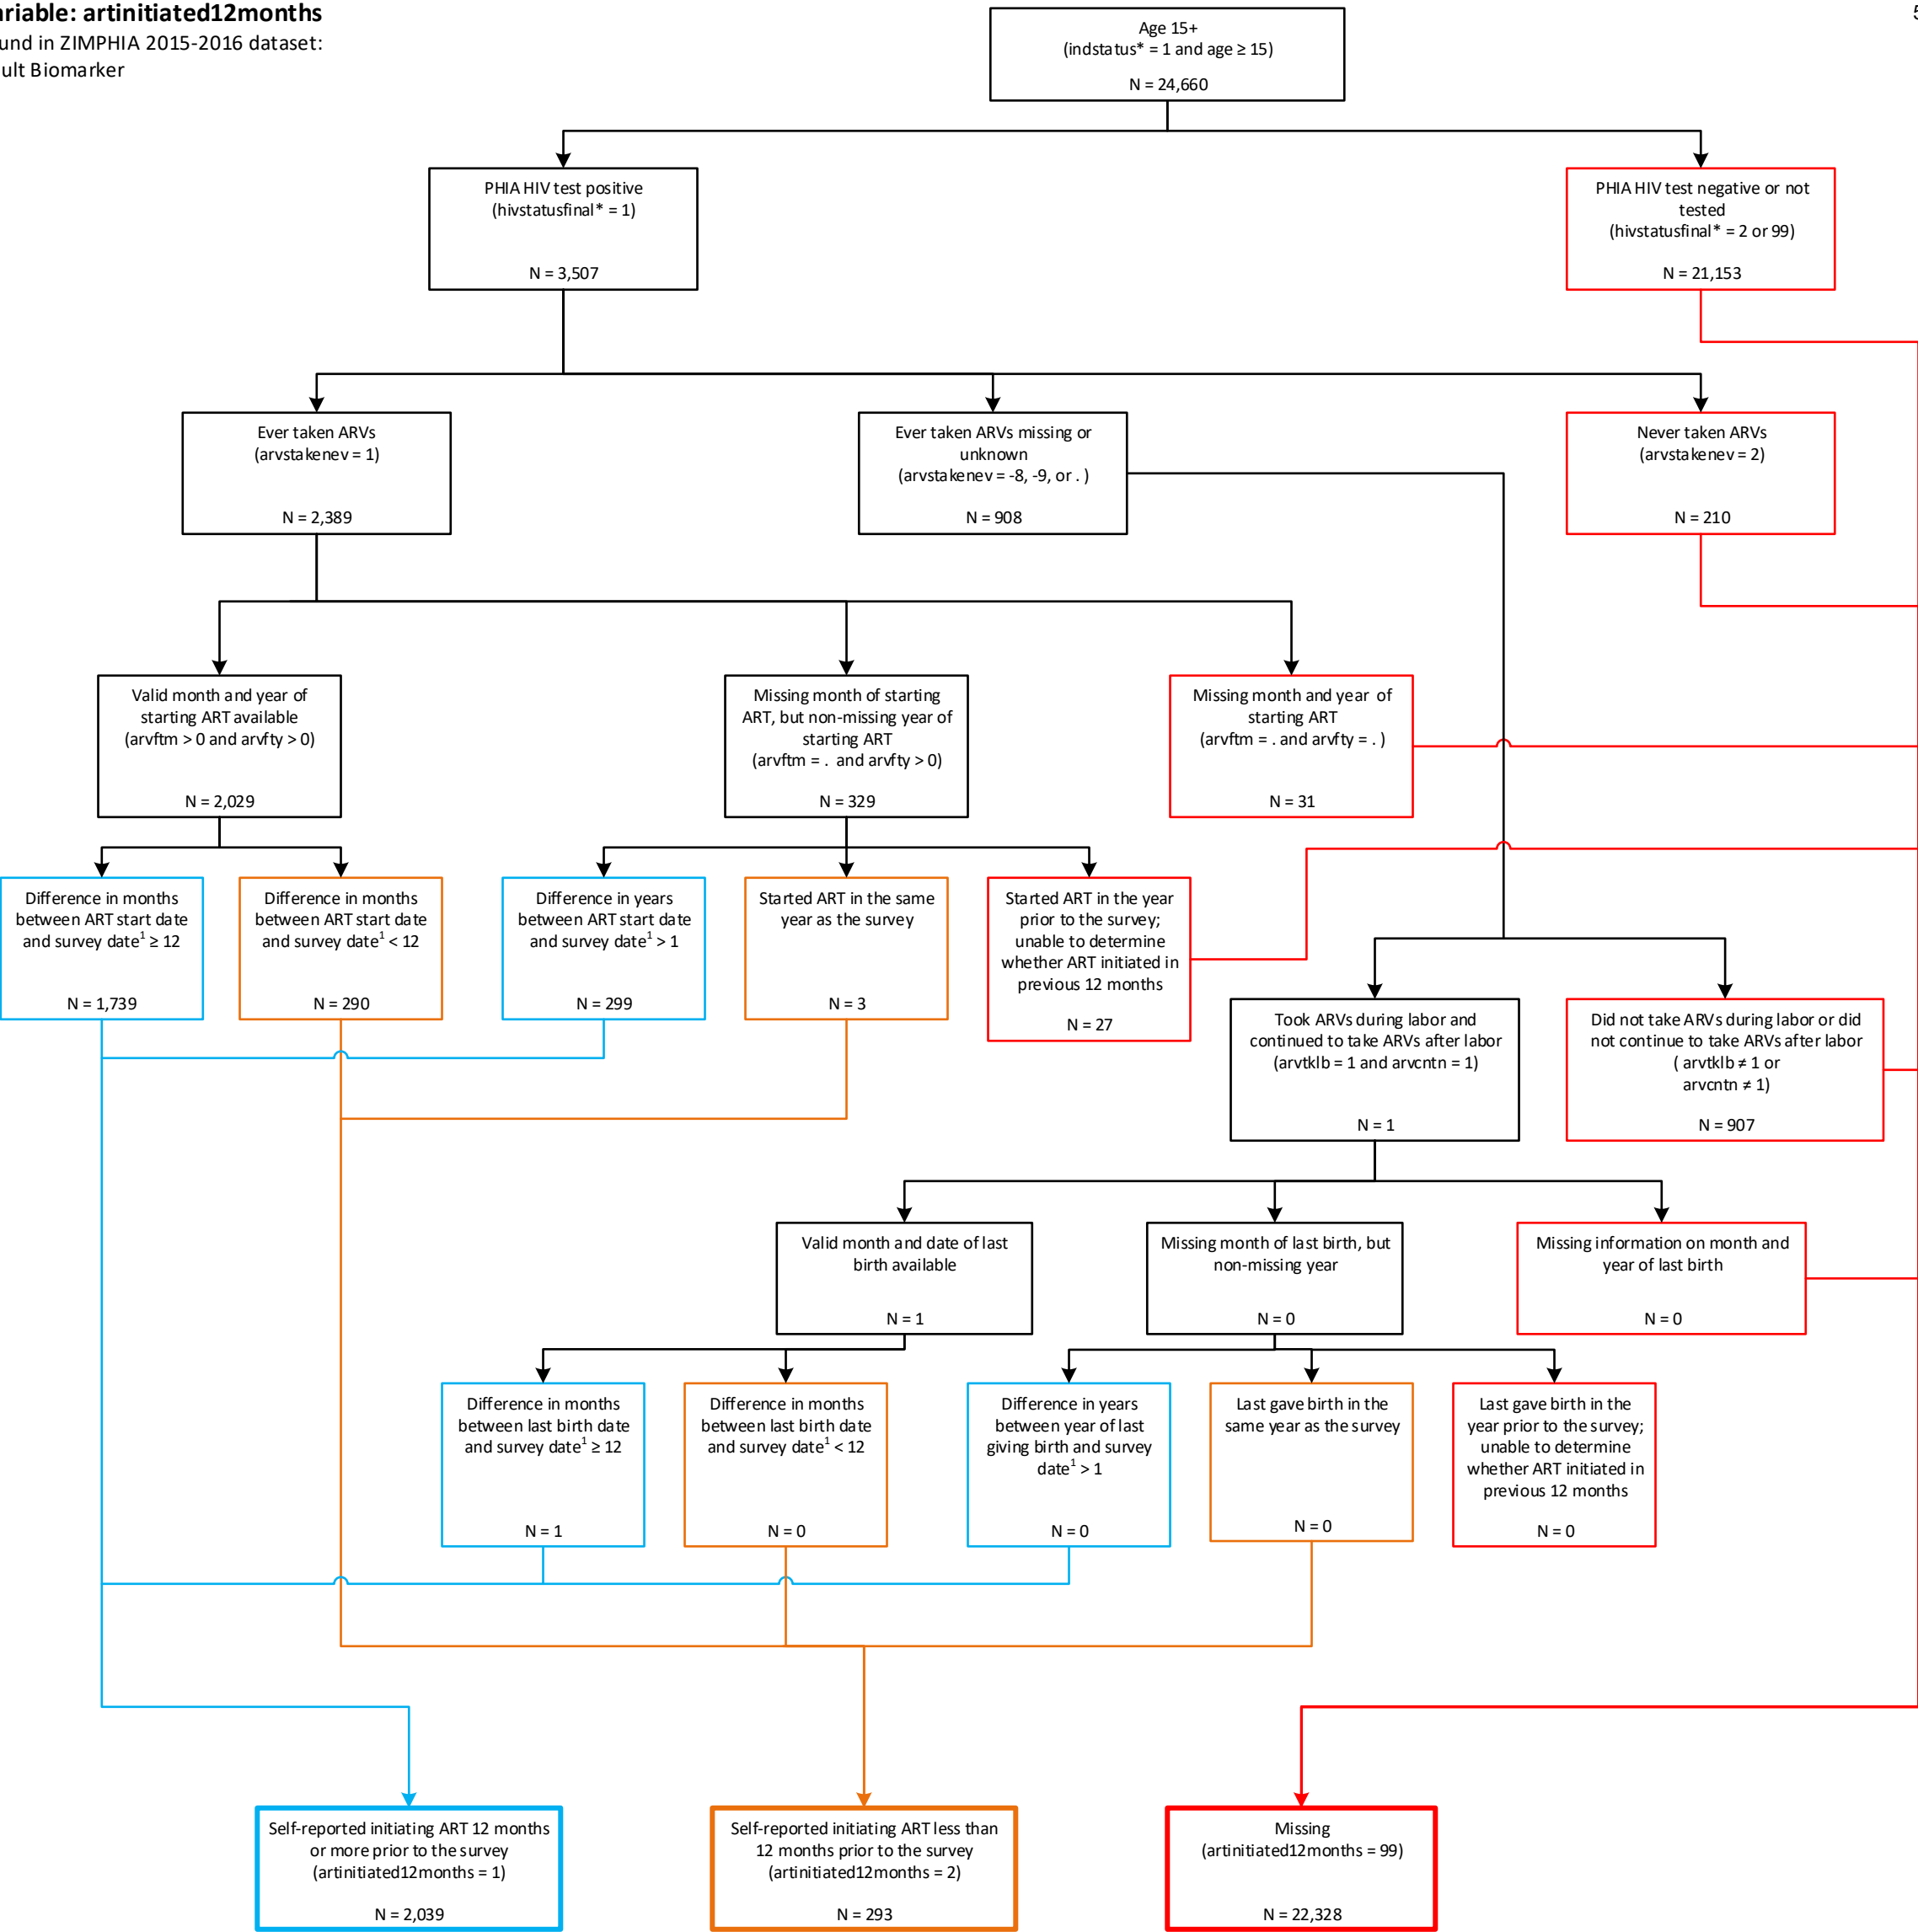 ariable: artinitiated12months
und in ZIMPHIA 2015-2016 dataset:
ult Biomarker
5
Age 15+
(indstatus* = 1 and age ≥ 15)
N = 24,660
PHIA HIV test positive
(hivstatusfinal* = 1)
N = 3,507
PHIA HIV test negative or not
tested
(hivstatusfinal* = 2 or 99)
N = 21,153
Ever taken ARVs
(arvstakenev = 1)
N = 2,389
Ever taken ARVs missing or
unknown
(arvstakenev = -8, -9, or . )
N = 908
Never taken ARVs
(arvstakenev = 2)
N = 210
Valid month and year of
starting ART available
(arvftm > 0 and arvfty > 0)
N = 2,029
Missing month of starting
ART, but non-missing year of
starting ART
(arvftm = . and arvfty > 0)
N = 329
Missing month and year of
starting ART
(arvftm = . and arvfty = . )
N = 31
Difference in months
between ART start date
and survey date1 ≥ 12
N = 1,739
Difference in months
between ART start date
and survey date1 < 12
N = 290
Difference in years
between ART start date
and survey date1 > 1
N = 299
Started ART in the same
year as the survey
N = 3
Started ART in the year
prior to the survey;
unable to determine
whether ART initiated in
previous 12 months
N = 27
Took ARVs during labor and
continued to take ARVs after labor
(arvtklb = 1 and arvcntn = 1)
N = 1
Did not take ARVs during labor or did
not continue to take ARVs after labor
( arvtklb ≠ 1 or
arvcntn ≠ 1)
N = 907
Valid month and date of last
birth available
N = 1
Missing month of last birth, but
non-missing year
N = 0
Missing information on month and
year of last birth
N = 0
Difference in months
between last birth date
and survey date1 ≥ 12
N = 1
Difference in months
between last birth date
and survey date1 < 12
N = 0
Difference in years
between year of last
giving birth and survey
date1 > 1
N = 0
Last gave birth in the
same year as the survey
N = 0
Last gave birth in the
year prior to the survey;
unable to determine
whether ART initiated in
previous 12 months
N = 0
Self-reported initiating ART 12 months
or more prior to the survey
(artinitiated12months = 1)
N = 2,039
Self-reported initiating ART less than
12 months prior to the survey
(artinitiated12months = 2)
N = 293
Missing
(artinitiated12months = 99)
N = 22,328